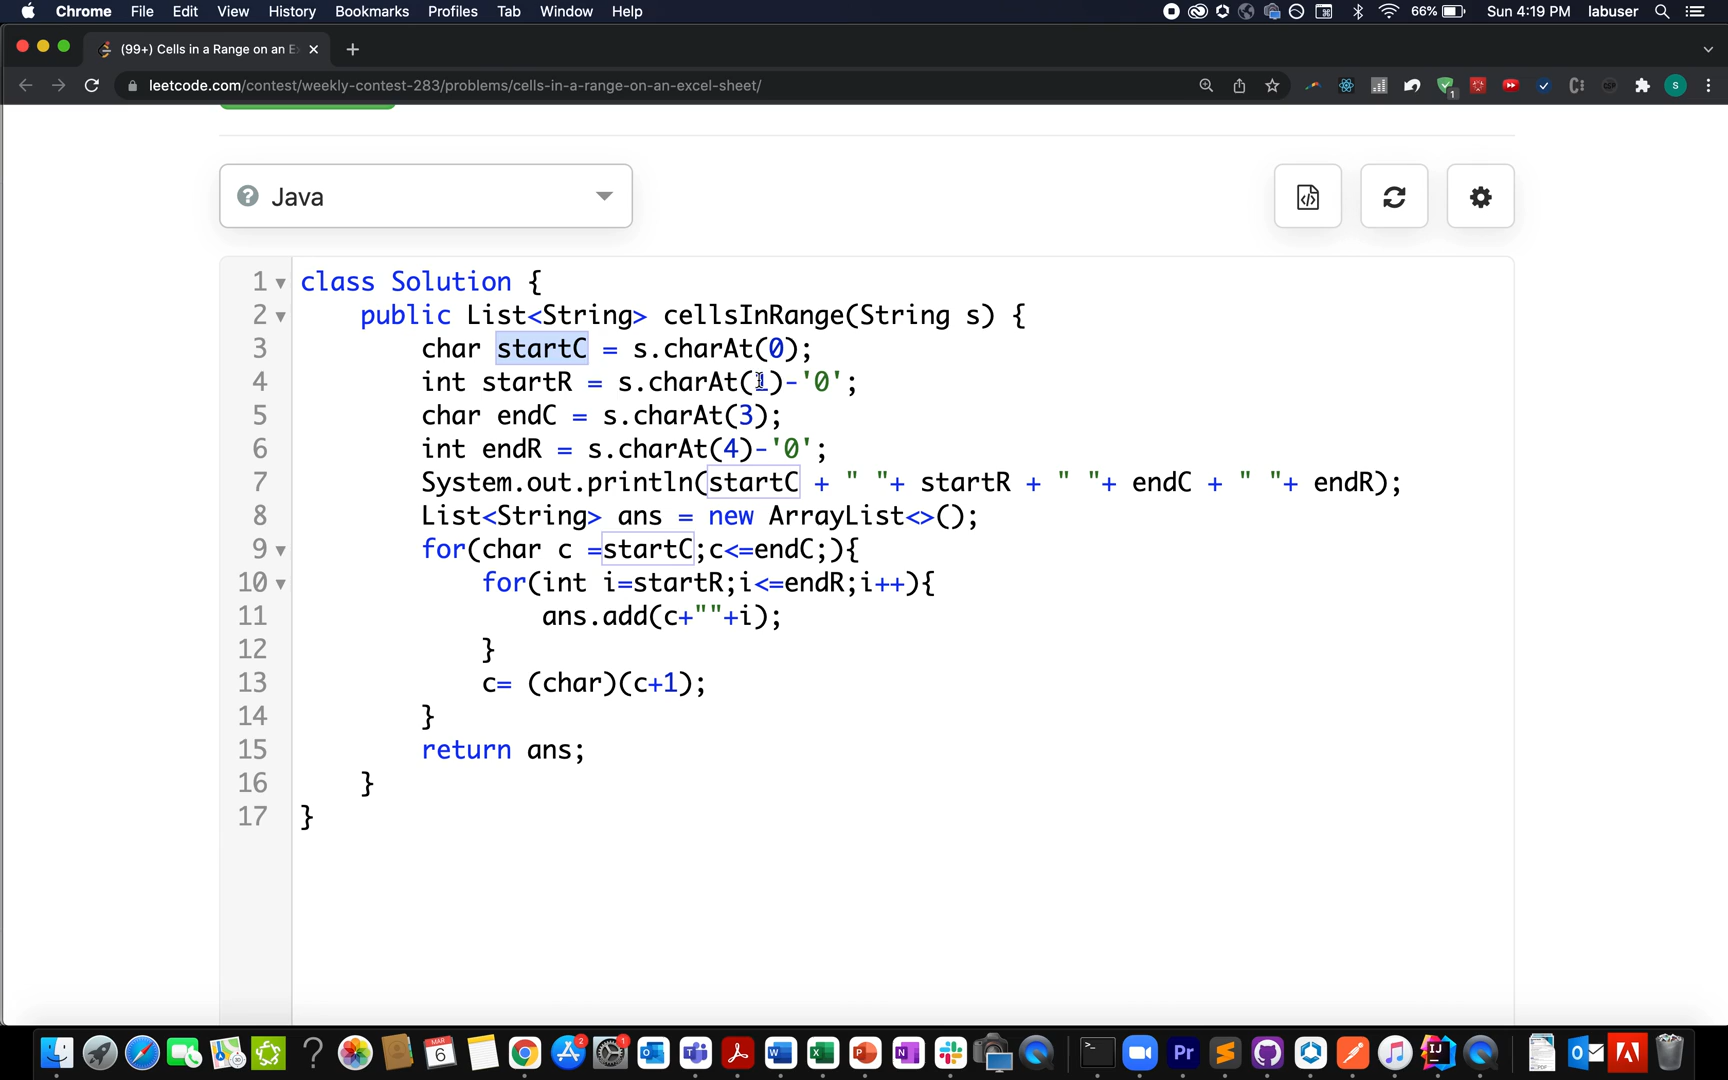 Chrome File Edit View History Bookmarks Profiles Tab Window Help 66% Sun 4:19 PM labuser
(99+) Cells in a Range on an E
leetcode.com/contest/weekly-contest-283/problems/cells-in-a-range-on-an-excel-sheet/
Java
1 class Solution {
2 public List<String> cellsInRange(String s) {
3 char startC = s.charAt(0);
4 int startR = s.charAt(1)-'0';
5 char endC = s.charAt(3);
6 int endR = s.charAt(4)-'0';
7 System.out.println(startC + " "+ startR + " "+ endC + " "+ endR);
8 List<String> ans = new ArrayList<>();
9 for(char c =startC;c<=endC;){
10 for(int i=startR;i<=endR;i++){
11 ans.add(c+""+i);
12 }
13 c= (char)(c+1);
14 }
15 return ans;
16 }
17 }